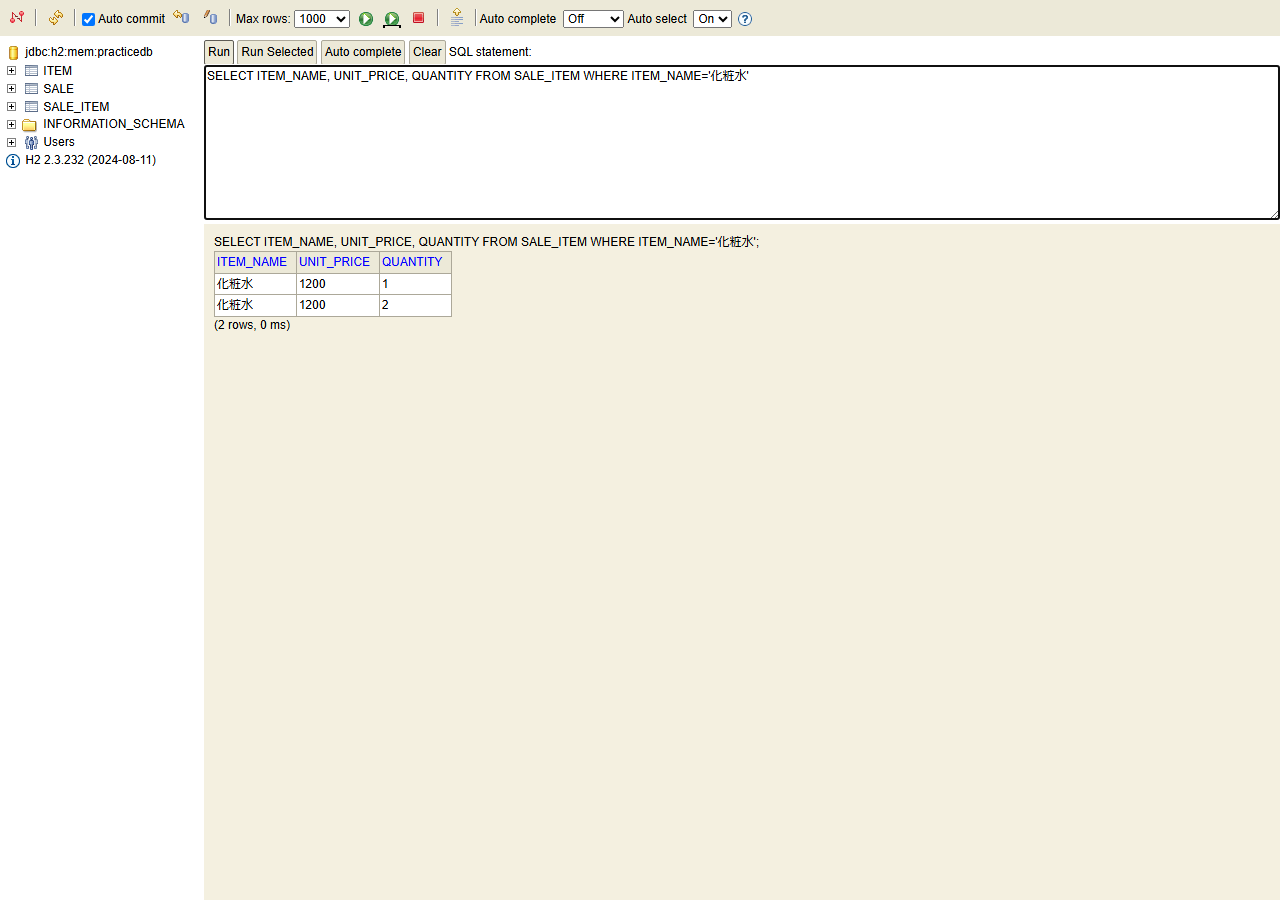 Auto commit Max rows: 1000 Auto complete Off Auto select On ?
jdbc:h2:mem:practicedb
ITEM
SALE
SALE_ITEM
INFORMATION_SCHEMA
Users
H2 2.3.232 (2024-08-11)
Run Run Selected Auto complete Clear SQL statement:
SELECT ITEM_NAME, UNIT_PRICE, QUANTITY FROM SALE_ITEM WHERE ITEM_NAME='化粧水'
SELECT ITEM_NAME, UNIT_PRICE, QUANTITY FROM SALE_ITEM WHERE ITEM_NAME='化粧水';
ITEM_NAME UNIT_PRICE QUANTITY
化粧水 1200 1
化粧水 1200 2
(2 rows, 0 ms)